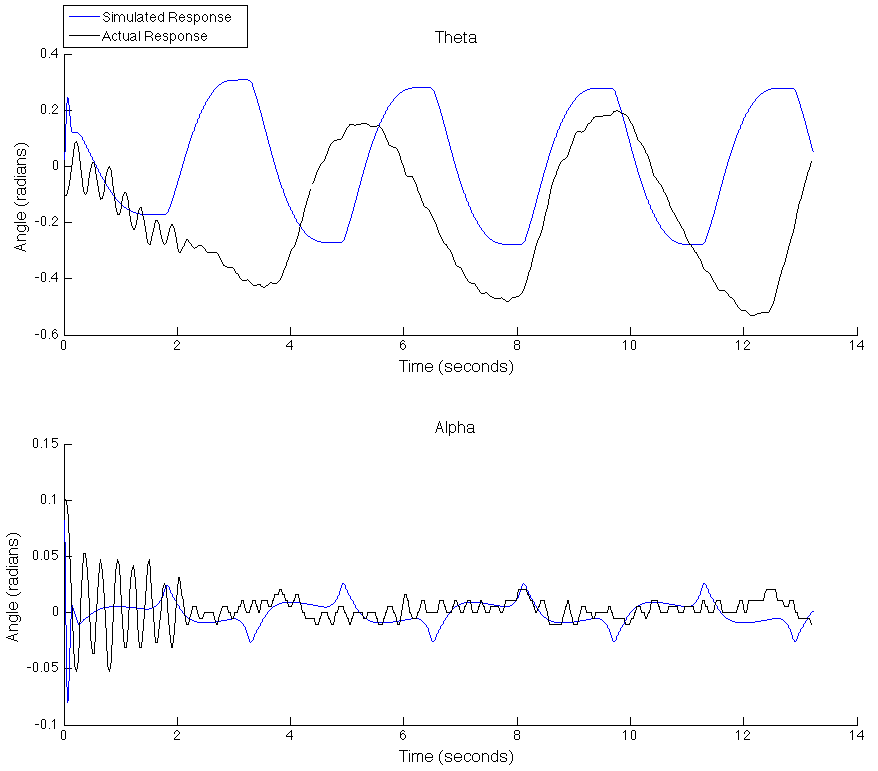 Simulated Response
Actual Response
Theta
0.4
0.2
0
-0.2
-0.4
-0.6
Angle (radians)
0 2 4 6 8 10 12 14
Time (seconds)
Alpha
0.15
0.1
0.05
0
-0.05
-0.1
Angle (radians)
0 2 4 6 8 10 12 14
Time (seconds)